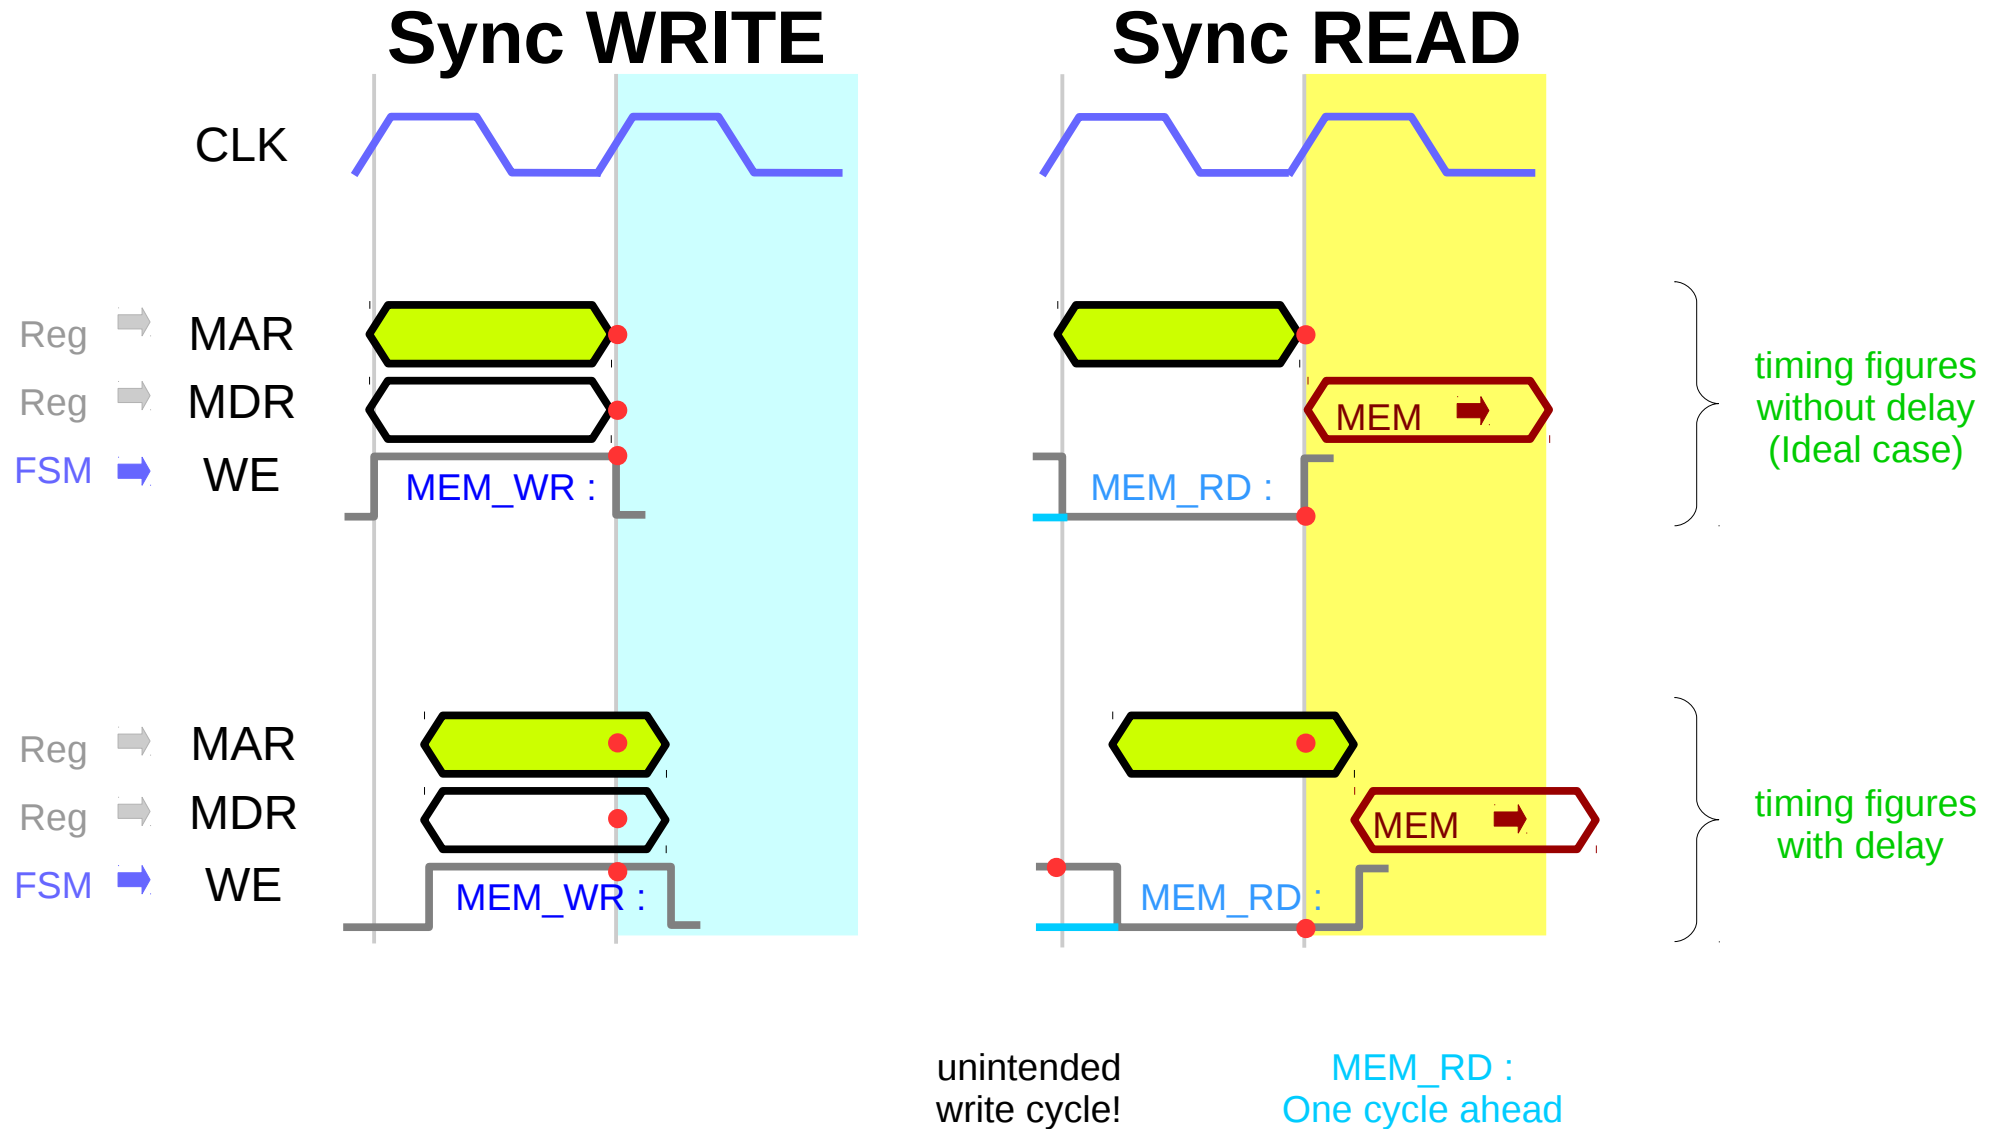 Sync WRITE
Sync READ
CLK
Reg MAR
Reg MDR
MEM
FSM WE
MEM_WR :
MEM_RD :
timing figures
without delay
(Ideal case)
Reg MAR
Reg MDR
MEM
FSM WE
MEM_WR :
MEM_RD :
timing figures
with delay
unintended
write cycle!
MEM_RD :
One cycle ahead